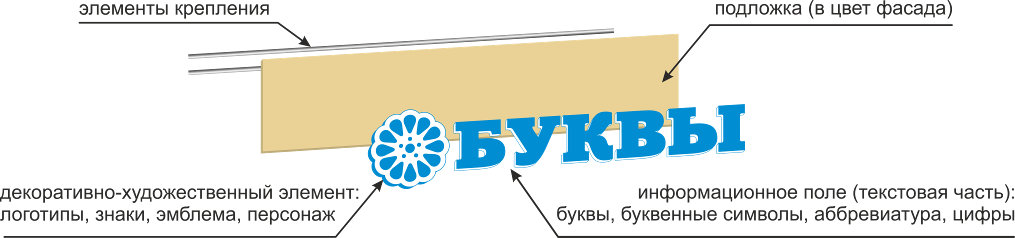 элементы крепления
подложка (в цвет фасада)
БУКВЫ
декоративно-художественный элемент:
логотипы, знаки, эмблема, персонаж
информационное поле (текстовая часть):
буквы, буквенные символы, аббревиатура, цифры